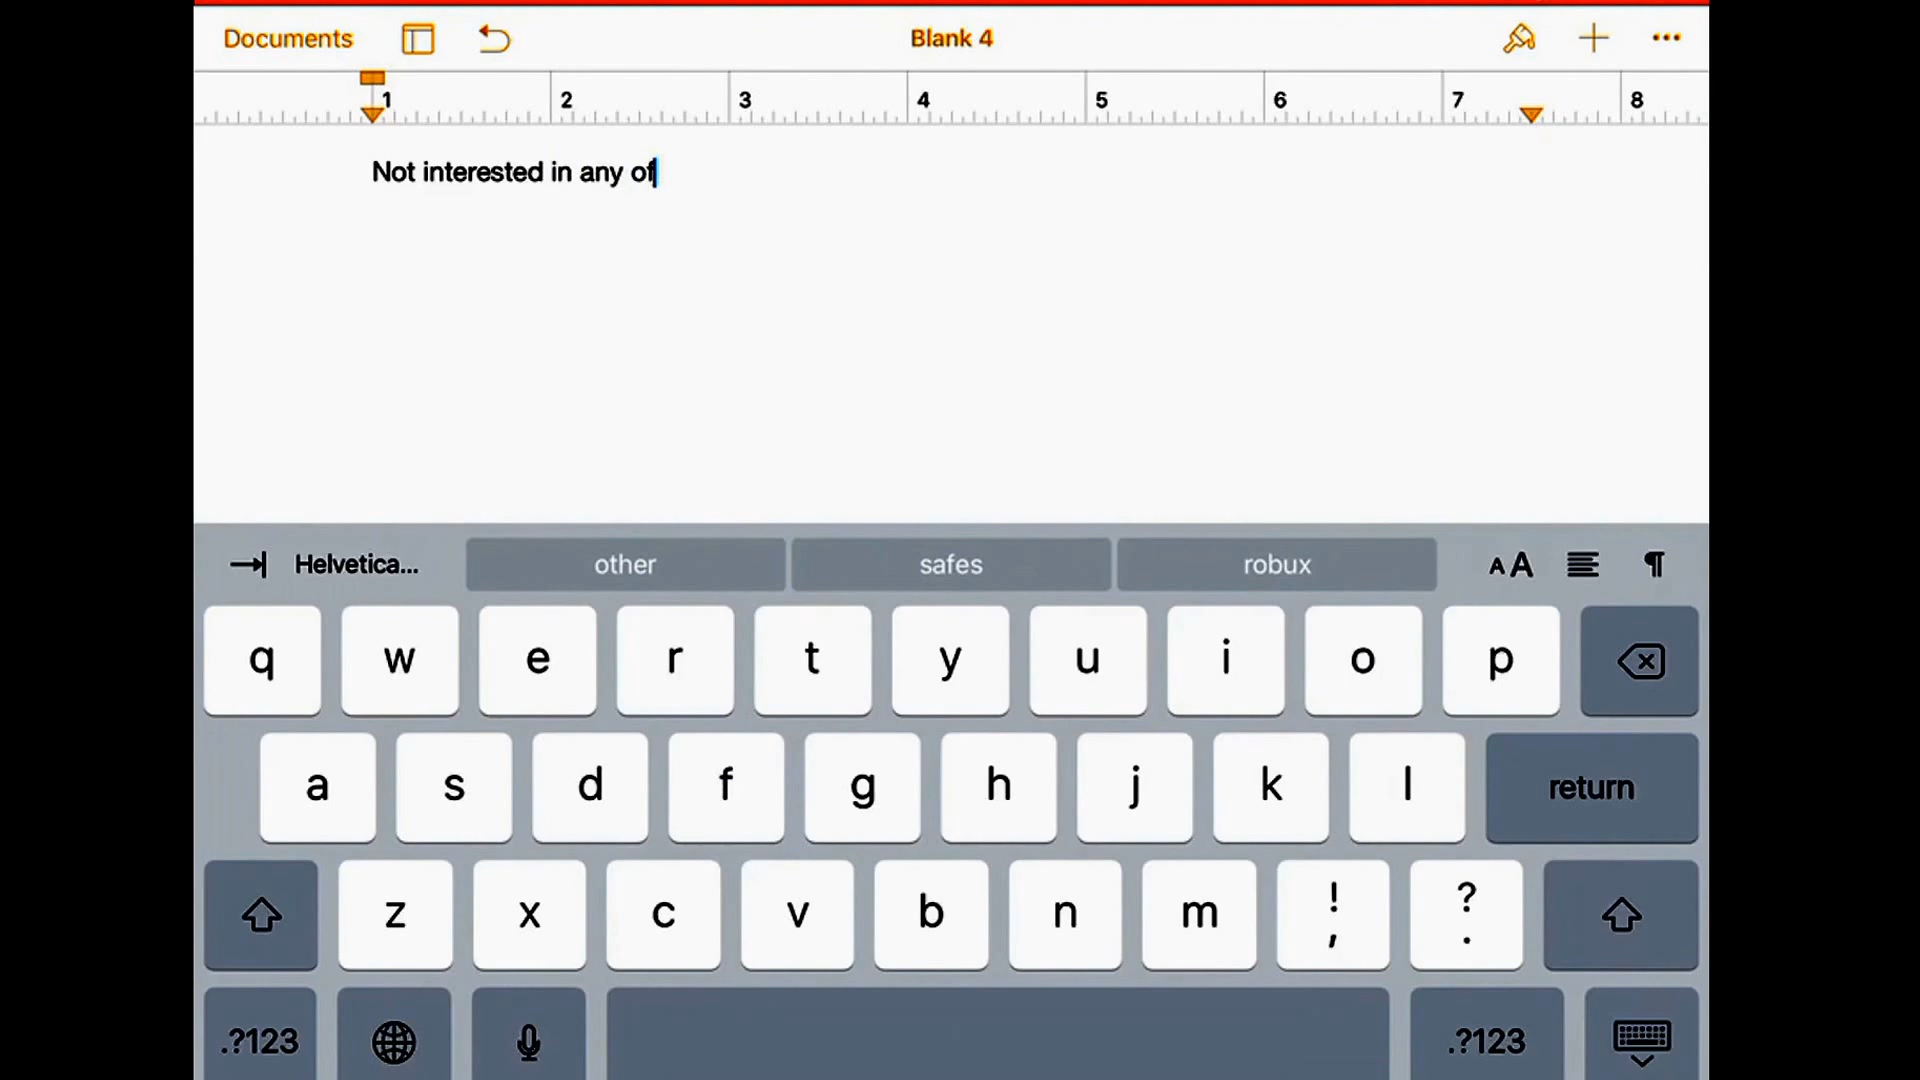 Documents Blank 4
1 2 3 4 5 6 7 8
Not interested in any of
Helvetica... other safes robux AA ¶
q w e r t y u i o p
a s d f g h j k l return
z x c v b n m ! , ? .
.?123 .?123